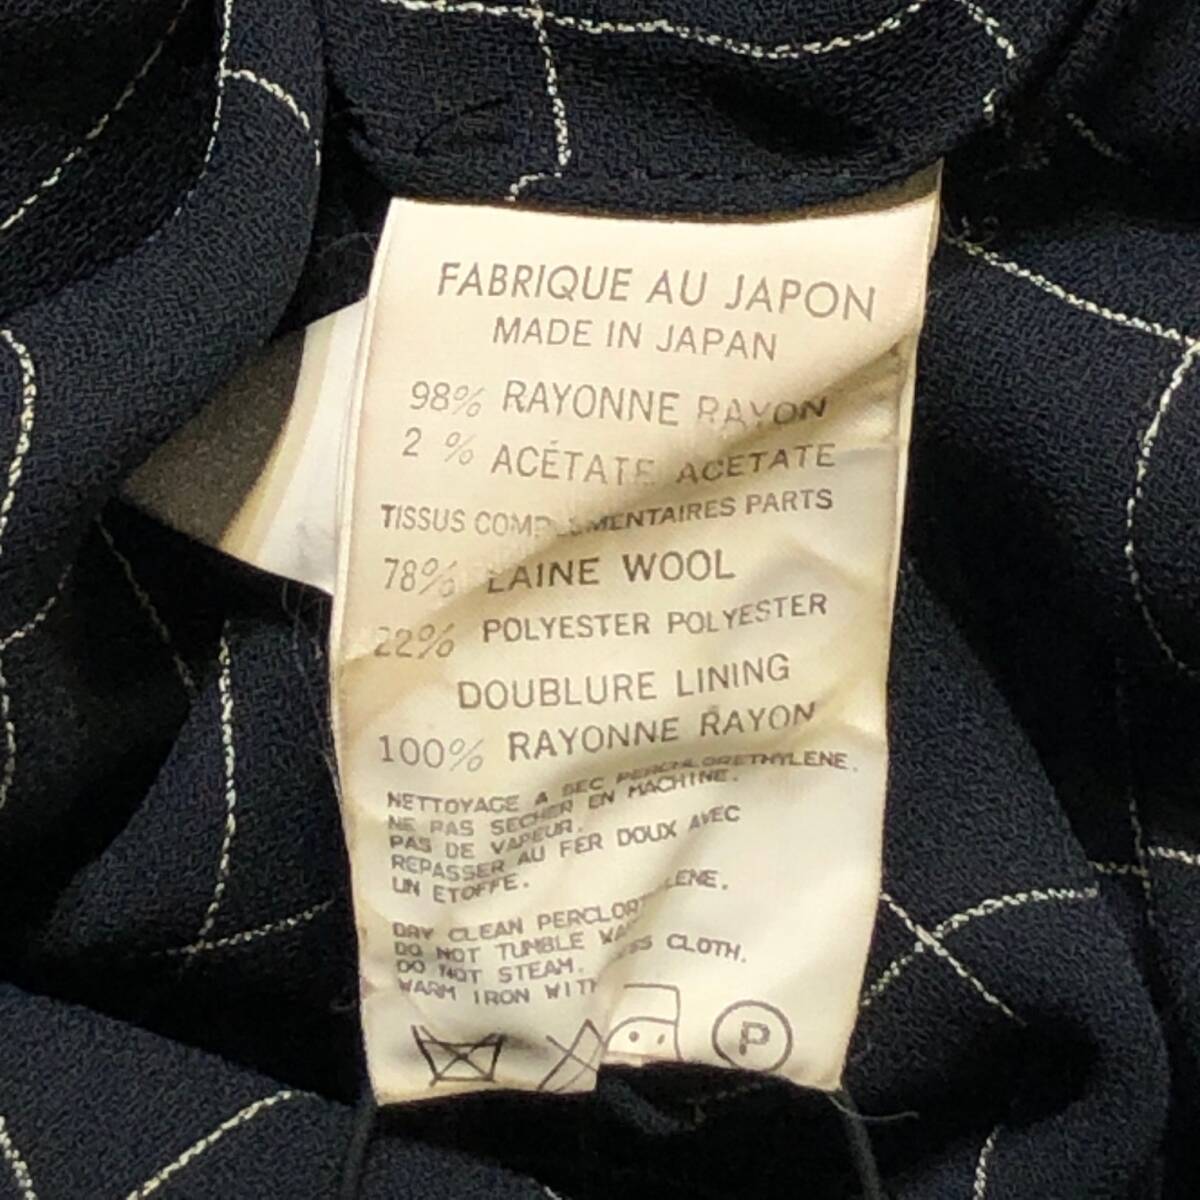 FABRIQUE AU JAPON
MADE IN JAPAN
98% RAYONNE RAYON
2 % ACÉTATE ACETATE
TISSUS COMPLEMENTAIRES PARTS
78% LAINE WOOL
22% POLYESTER POLYESTER
DOUBLURE LINING
100% RAYONNE RAYON
NETTOYAGE A SEC PERCHLORETHYLENE.
NE PAS SECHER EN MACHINE.
PAS DE VAPEUR.
REPASSER AU FER DOUX AVEC
UN ETOFFE.
DRY CLEAN
DO NOT TUMBLE
DO NOT STEAM.
WARM IRON WITH CLOTH.
P